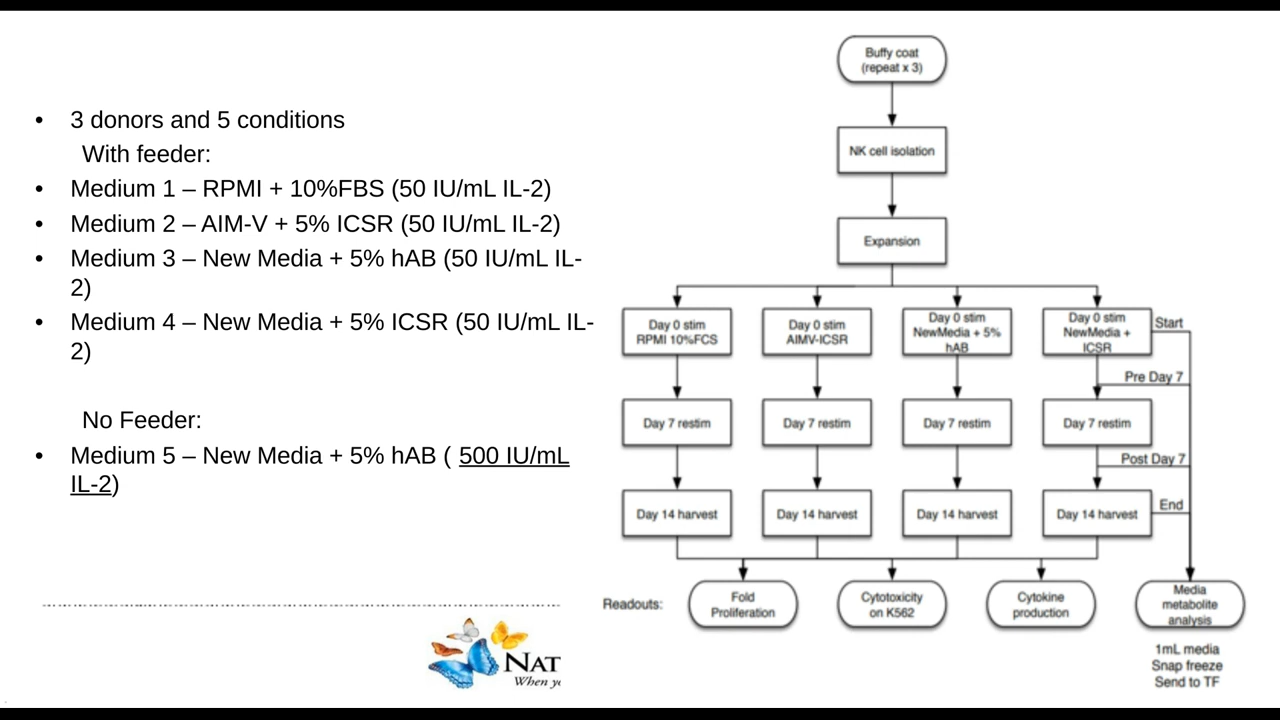 • 3 donors and 5 conditions
With feeder:
• Medium 1 – RPMI + 10%FBS (50 IU/mL IL-2)
• Medium 2 – AIM-V + 5% ICSR (50 IU/mL IL-2)
• Medium 3 – New Media + 5% hAB (50 IU/mL IL-
2)
• Medium 4 – New Media + 5% ICSR (50 IU/mL IL-
2)
No Feeder:
• Medium 5 – New Media + 5% hAB ( 500 IU/mL
IL-2)
Buffy coat
(repeat x 3)
NK cell isolation
Expansion
Day 0 stim
RPMI 10%FCS
Day 0 stim
AIMV-ICSR
Day 0 stim
NewMedia + 5%
hAB
Day 0 stim
NewMedia +
ICSR
Start
Pre Day 7
Day 7 restim
Day 7 restim
Day 7 restim
Day 7 restim
Post Day 7
End
Day 14 harvest
Day 14 harvest
Day 14 harvest
Day 14 harvest
Readouts:
Fold
Proliferation
Cytotoxicity
on K562
Cytokine
production
Media
metabolite
analysis
1mL media
Snap freeze
Send to TF
NAT
When y